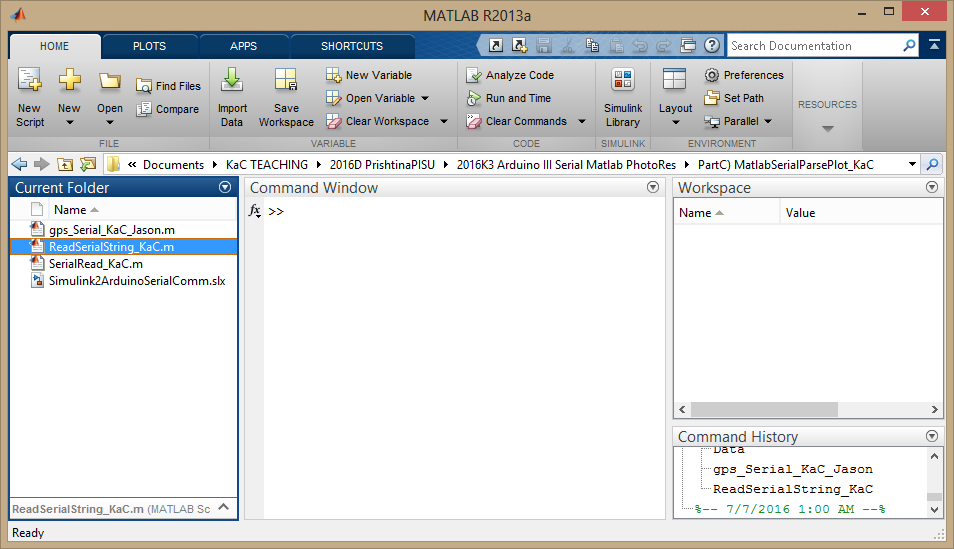 MATLAB R2013a
HOME PLOTS APPS SHORTCUTS
Search Documentation
New Script
New
Open
Find Files
Compare
FILE
Import Data
Save Workspace
New Variable
Open Variable
Clear Workspace
VARIABLE
Analyze Code
Run and Time
Clear Commands
CODE
Simulink Library
SIMULINK
Layout
Preferences
Set Path
Parallel
ENVIRONMENT
RESOURCES
« Documents KaC TEACHING 2016D PrishtinaPISU 2016K3 Arduino III Serial Matlab PhotoRes PartC) MatlabSerialParsePlot_KaC
Current Folder
Name
gps_Serial_KaC_Jason.m
ReadSerialString_KaC.m
SerialRead_KaC.m
Simulink2ArduinoSerialComm.slx
ReadSerialString_KaC.m (MATLAB Sc
Command Window
fx >>
Workspace
Name Value
Command History
Data
gps_Serial_KaC_Jason
ReadSerialString_KaC
%-- 7/7/2016 1:00 AM --%
Ready